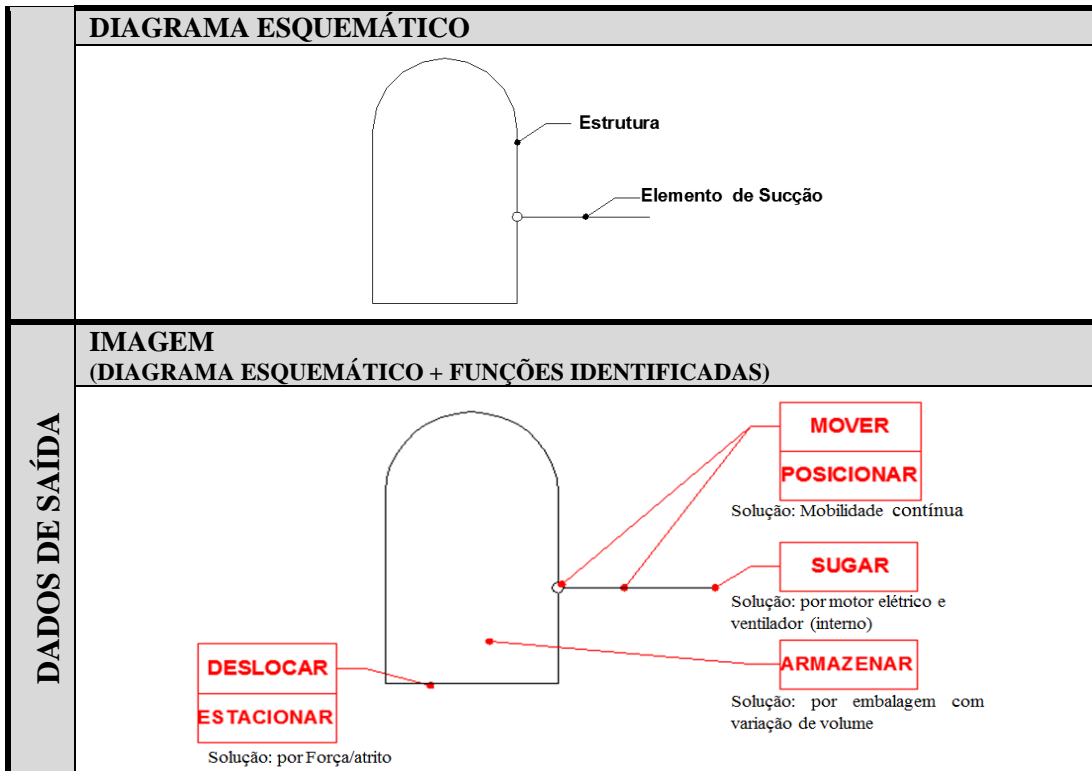 DIAGRAMA ESQUEMÁTICO
Estrutura
Elemento de Sucção
DADOS DE SAÍDA
IMAGEM
(DIAGRAMA ESQUEMÁTICO + FUNÇÕES IDENTIFICADAS)
MOVER
POSICIONAR
Solução: Mobilidade contínua
SUGAR
Solução: por motor elétrico e
ventilador (interno)
ARMAZENAR
Solução: por embalagem com
variação de volume
DESLOCAR
ESTACIONAR
Solução: por Força/atrito